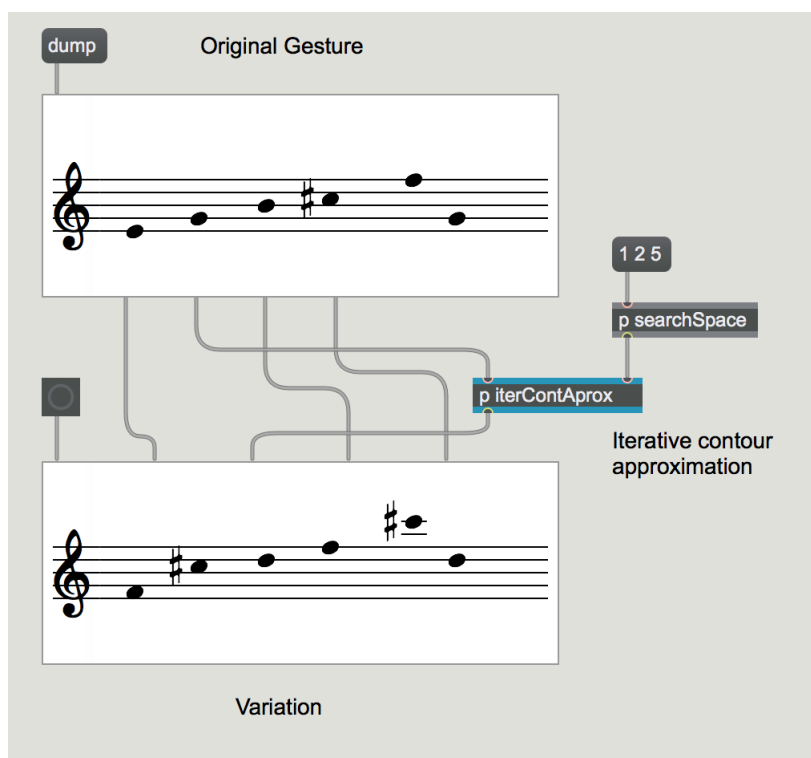 dump
Original Gesture
1 2 5
p searchSpace
p iterContAprox
Iterative contour
approximation
Variation